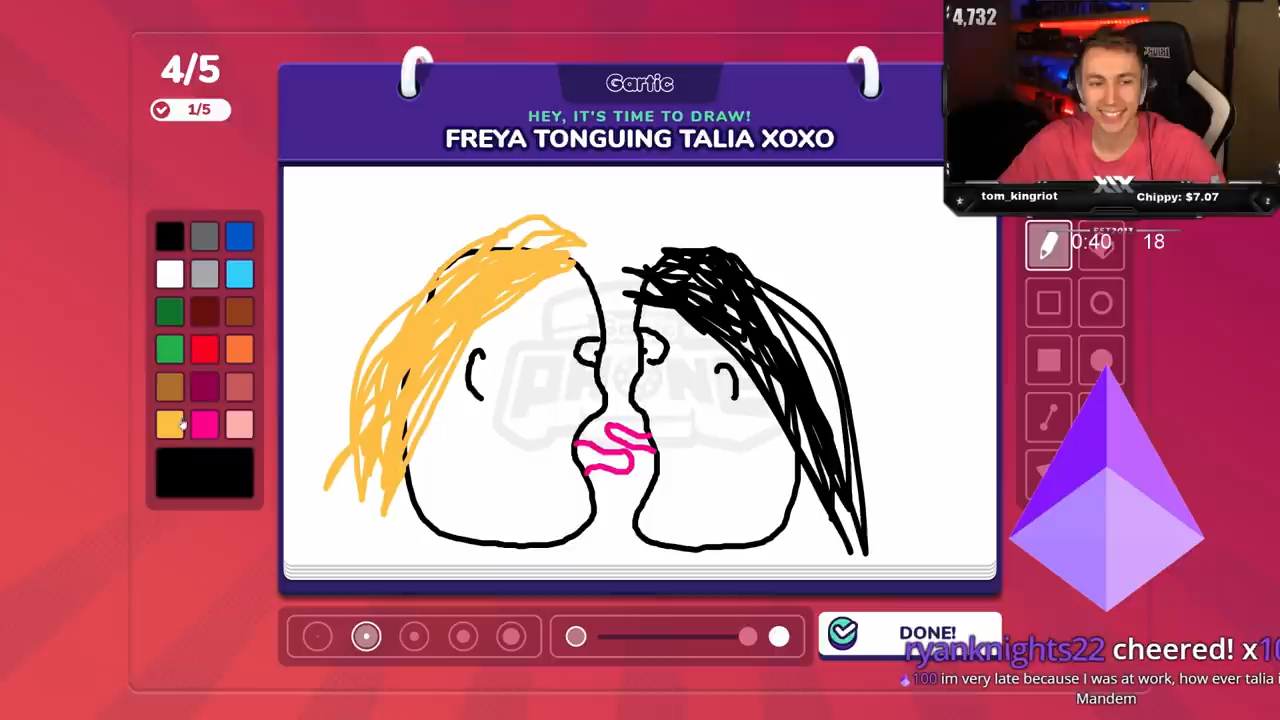 4,732
4/5
1/5
Gartic
HEY, IT'S TIME TO DRAW!
FREYA TONGUING TALIA XOXO
tom_kingriot
XIX
Chippy: $7.07
0:40
18
PHONE
DONE!
ryanknights22 cheered! x10
100 im very late because I was at work, how ever talia i
Mandem